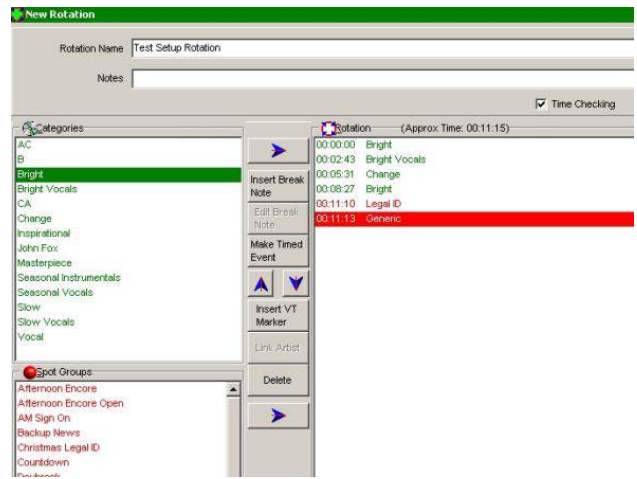 New Rotation
Rotation Name Test Setup Rotation
Notes
Time Checking
Categories
AC
B
Bright
Bright Vocals
CA
Change
Inspirational
John Fox
Masterpiece
Seasonal Instrumentals
Seasonal Vocals
Slow
Slow Vocals
Vocal
Spot Groups
Afternoon Encore
Afternoon Encore Open
AM Sign On
Backup News
Christmas Legal ID
Countdown
Insert Break
Note
Edit Break
Note
Make Timed
Event
Insert VT
Marker
Link Artist
Delete
Rotation (Approx Time: 00:11:15)
00:00:00 Bright
00:02:43 Bright Vocals
00:05:31 Change
00:08:27 Bright
00:11:10 Legal ID
00:11:13 Generic